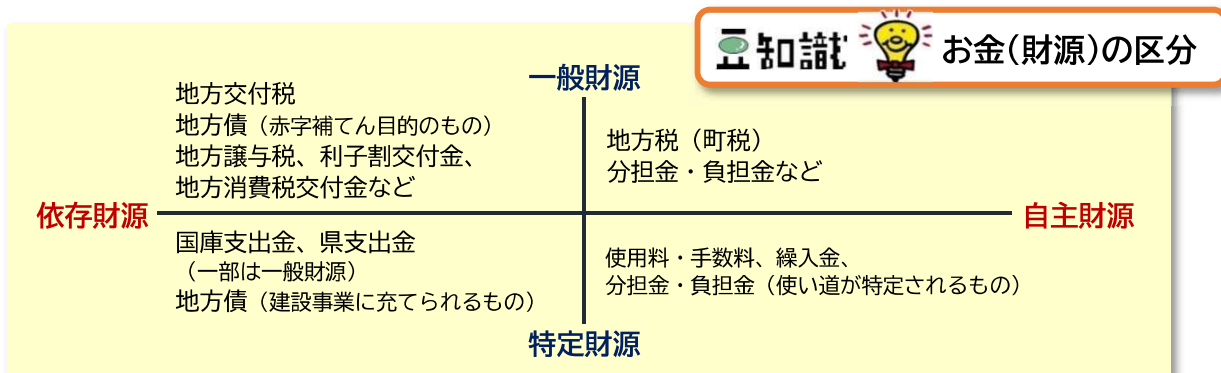 豆知識 お金(財源)の区分
一般財源
地方交付税
地方債（赤字補てん目的のもの）
地方譲与税、利子割交付金、
地方消費税交付金など
地方税（町税）
分担金・負担金など
依存財源
自主財源
国庫支出金、県支出金
（一部は一般財源）
地方債（建設事業に充てられるもの）
使用料・手数料、繰入金、
分担金・負担金（使い道が特定されるもの）
特定財源